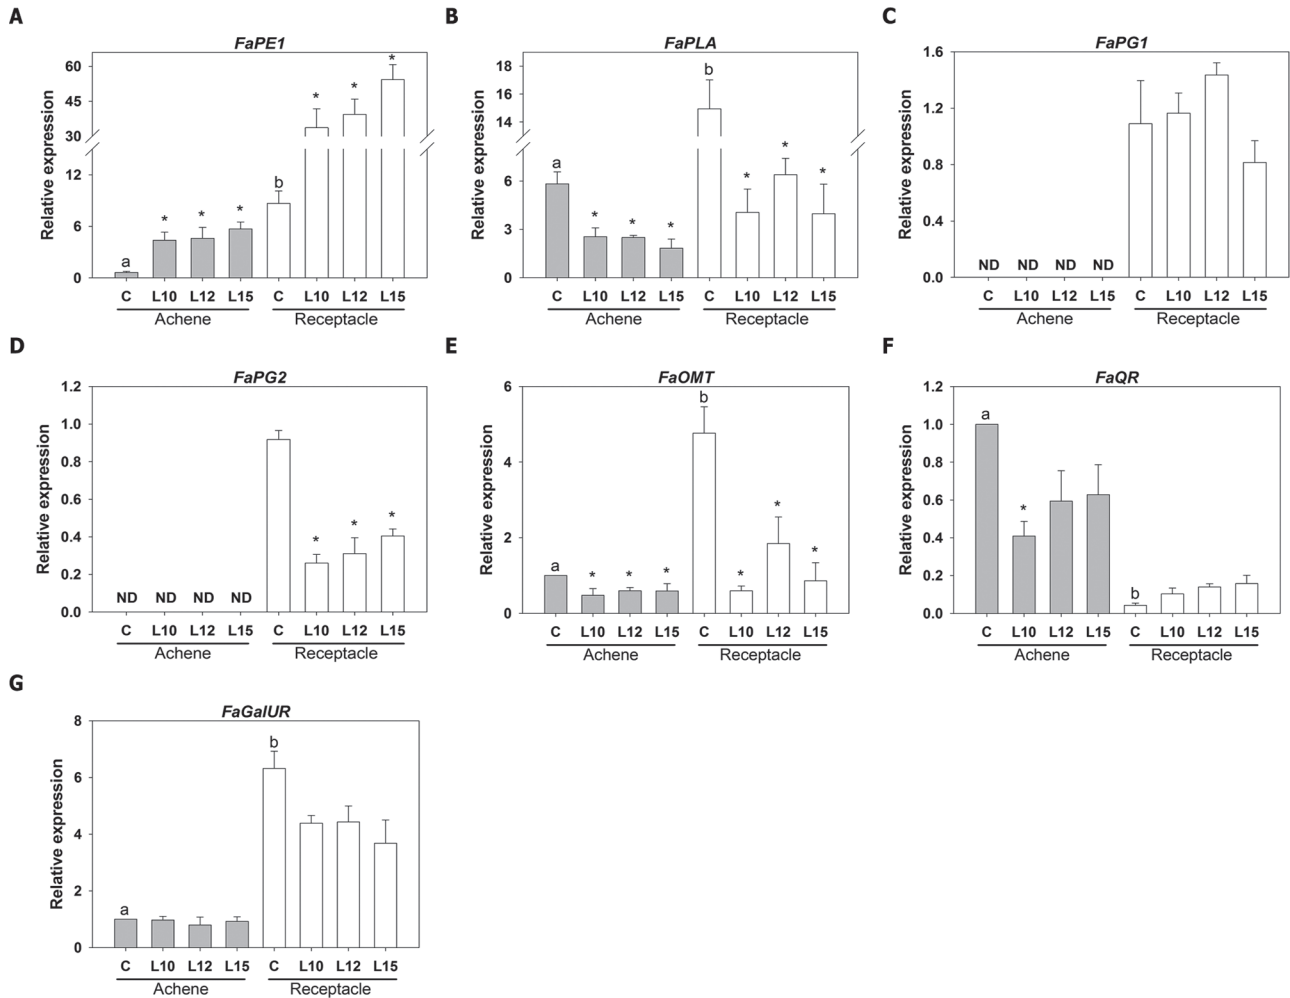 A
FaPE1
Relative expression
60
45
30
12
6
0
a
*
*
*
b
*
*
*
C L10 L12 L15 C L10 L12 L15
Achene Receptacle
B
FaPLA
Relative expression
18
16
14
6
3
0
a
*
*
*
b
*
*
*
C L10 L12 L15 C L10 L12 L15
Achene Receptacle
C
FaPG1
Relative expression
1.6
1.2
0.8
0.4
0.0
ND ND ND ND
C L10 L12 L15 C L10 L12 L15
Achene Receptacle
D
FaPG2
Relative expression
1.2
1.0
0.8
0.6
0.4
0.2
0.0
ND ND ND ND
*
*
*
C L10 L12 L15 C L10 L12 L15
Achene Receptacle
E
FaOMT
Relative expression
6
4
2
0
a
*
*
*
b
*
*
*
C L10 L12 L15 C L10 L12 L15
Achene Receptacle
F
FaQR
Relative expression
1.2
1.0
0.8
0.6
0.4
0.2
0.0
a
*
b
C L10 L12 L15 C L10 L12 L15
Achene Receptacle
G
FaGalUR
Relative expression
8
6
4
2
0
a
b
C L10 L12 L15 C L10 L12 L15
Achene Receptacle